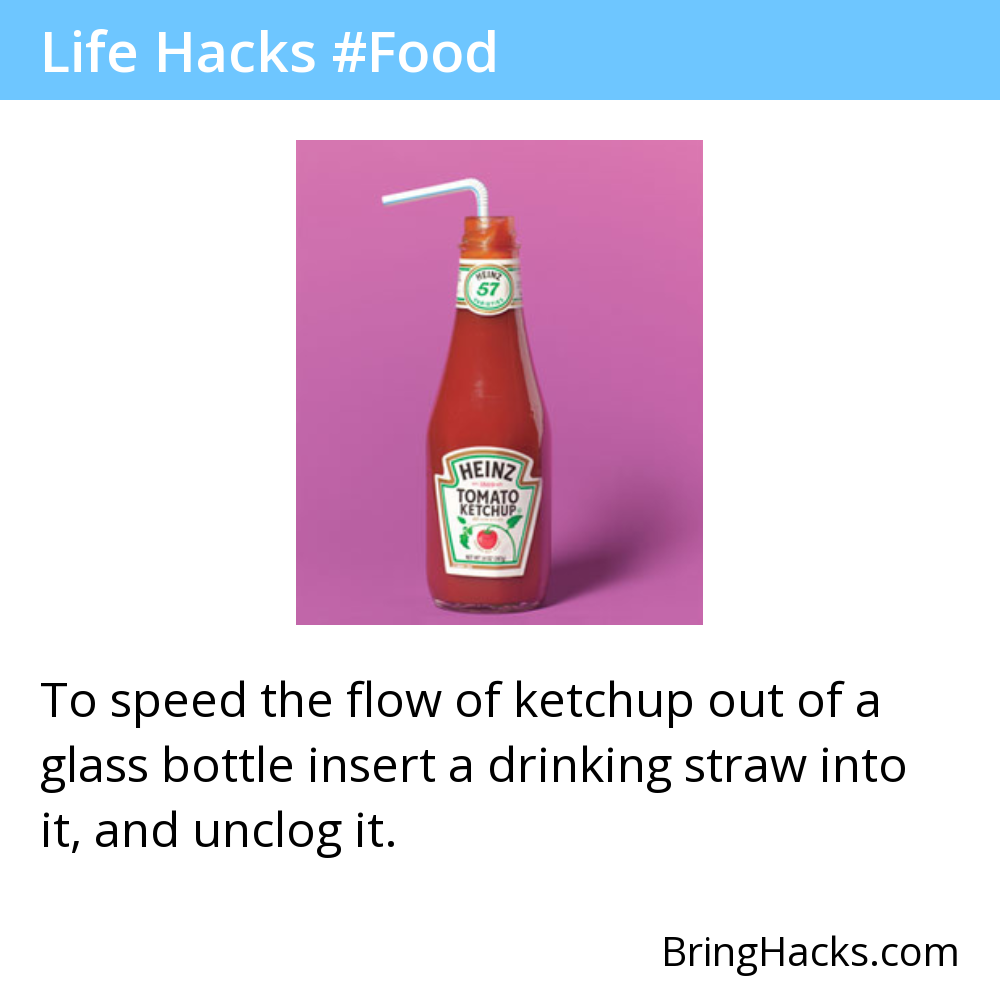 Life Hacks #Food
HEINZ
57
HEINZ
TOMATO
KETCHUP
To speed the flow of ketchup out of a
glass bottle insert a drinking straw into
it, and unclog it.
BringHacks.com